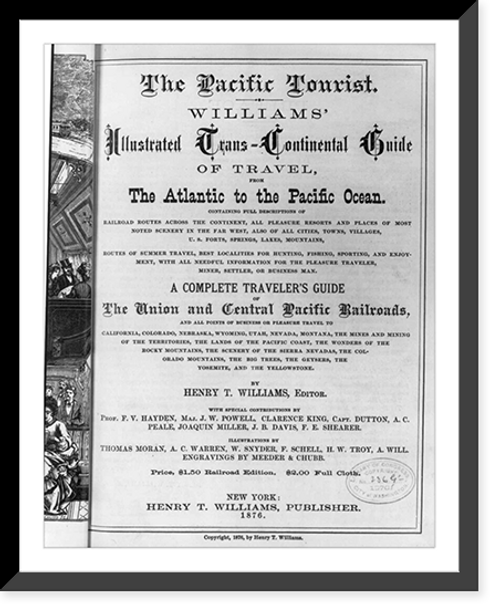 The Pacific Tourist.
WILLIAMS'
Illustrated Trans-Continental Guide
OF TRAVEL,
FROM
The Atlantic to the Pacific Ocean.
CONTAINING FULL DESCRIPTIONS OF
RAILROAD ROUTES ACROSS THE CONTINENT, ALL PLEASURE RESORTS AND PLACES OF MOST
NOTED SCENERY IN THE FAR WEST, ALSO OF ALL CITIES, TOWNS, VILLAGES,
U. S. FORTS, SPRINGS, LAKES, MOUNTAINS,
ROUTES OF SUMMER TRAVEL, BEST LOCALITIES FOR HUNTING, FISHING, SPORTING, AND ENJOY-
MENT, WITH ALL NEEDFUL INFORMATION FOR THE PLEASURE TRAVELER,
MINER, SETTLER, OR BUSINESS MAN.
A COMPLETE TRAVELER'S GUIDE
OF
The Union and Central Pacific Railroads,
AND ALL POINTS OF BUSINESS OR PLEASURE TRAVEL TO
CALIFORNIA, COLORADO, NEBRASKA, WYOMING, UTAH, NEVADA, MONTANA, THE MINES AND MINING
OF THE TERRITORIES, THE LANDS OF THE PACIFIC COAST, THE WONDERS OF THE
ROCKY MOUNTAINS, THE SCENERY OF THE SIERRA NEVADAS, THE COL-
ORADO MOUNTAINS, THE BIG TREES, THE GEYSERS, THE
YOSEMITE, AND THE YELLOWSTONE.
BY
HENRY T. WILLIAMS, EDITOR.
WITH SPECIAL CONTRIBUTIONS BY
PROF. F. V. HAYDEN, MAJ. J. W. POWELL, CLARENCE KING, CAPT. DUTTON, A. C.
PEALE, JOAQUIN MILLER, J. B. DAVIS, F. E. SHEARER.
ILLUSTRATIONS BY
THOMAS MORAN, A. C. WARREN, W. SNYDER, F. SCHELL, H. W. TROY, A. WILL.
ENGRAVINGS BY MEEDER & CHUBB.
Price, $1.50 Railroad Edition. $2.00 Full Cloth.
NEW YORK:
HENRY T. WILLIAMS, PUBLISHER.
1876.
Copyright, 1876, by Henry T. Williams.